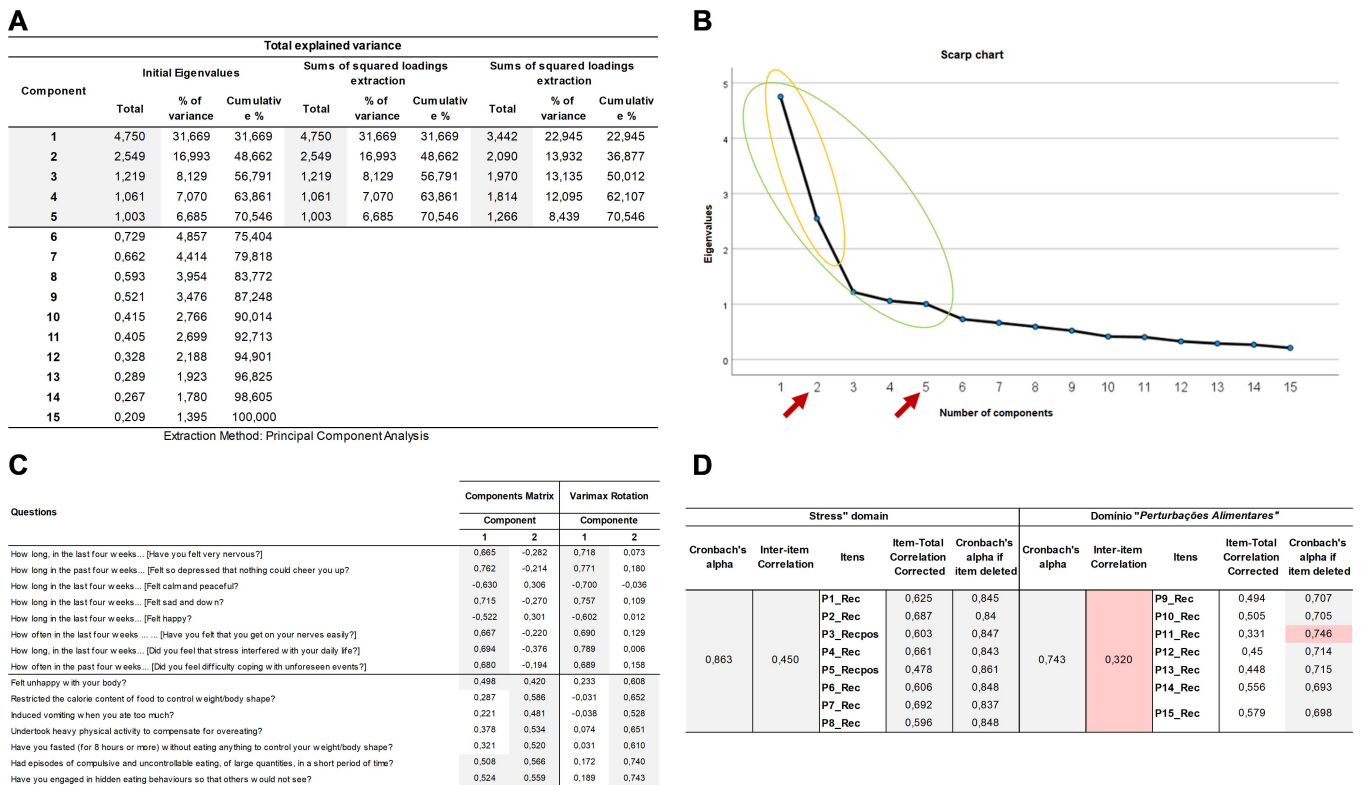 A
Total explained variance
Component
Initial Eigenvalues
Sums of squared loadings
extraction
Sums of squared loadings
extraction
Total
% of
variance
Cumulativ
e %
Total
% of
variance
Cumulativ
e %
Total
% of
variance
Cumulativ
e %
1 4,750 31,669 31,669 4,750 31,669 31,669 3,442 22,945 22,945
2 2,549 16,993 48,662 2,549 16,993 48,662 2,090 13,932 36,877
3 1,219 8,129 56,791 1,219 8,129 56,791 1,970 13,135 50,012
4 1,061 7,070 63,861 1,061 7,070 63,861 1,814 12,095 62,107
5 1,003 6,685 70,546 1,003 6,685 70,546 1,266 8,439 70,546
6 0,729 4,857 75,404
7 0,662 4,414 79,818
8 0,593 3,954 83,772
9 0,521 3,476 87,248
10 0,415 2,766 90,014
11 0,405 2,699 92,713
12 0,328 2,188 94,901
13 0,289 1,923 96,825
14 0,267 1,780 98,605
15 0,209 1,395 100,000
Extraction Method: Principal Component Analysis
B
Scarp chart
Eigenvalues
5
4
3
2
1
0
1 2 3 4 5 6 7 8 9 10 11 12 13 14 15
Number of components
C
Questions
Components Matrix Varimax Rotation
Component Componente
1 2 1 2
How long, in the last four weeks... [Have you felt very nervous?] 0,665 -0,282 0,718 0,073
How long in the past four weeks... [Felt so depressed that nothing could cheer you up? 0,762 -0,214 0,771 0,180
How long in the last four weeks... [Felt calm and peaceful? -0,630 0,306 -0,700 -0,036
How long in the last four weeks... [Felt sad and down? 0,715 -0,270 0,757 0,109
How long in the last four weeks... [Felt happy? -0,522 0,301 -0,602 0,012
How often in the last four weeks ... ... [Have you felt that you get on your nerves easily?] 0,667 -0,220 0,690 0,129
How long, in the last four weeks... [Did you feel that stress interfered with your daily life?] 0,694 -0,376 0,789 0,006
How often in the past four weeks... [Did you feel difficulty coping with unforeseen events?] 0,680 -0,194 0,689 0,158
Felt unhappy with your body? 0,498 0,420 0,233 0,608
Restricted the calorie content of food to control weight/body shape? 0,287 0,586 -0,031 0,652
Induced vomiting when you ate too much? 0,221 0,481 -0,038 0,528
Undertook heavy physical activity to compensate for overeating? 0,378 0,534 0,074 0,651
Have you fasted (for 8 hours or more) without eating anything to control your weight/body shape? 0,321 0,520 0,031 0,610
Had episodes of compulsive and uncontrollable eating, of large quantities, in a short period of time? 0,508 0,566 0,172 0,740
Have you engaged in hidden eating behaviours so that others would not see? 0,524 0,559 0,189 0,743
D
Stress" domain
Domínio "Perturbações Alimentares"
Cronbach's
alpha
Inter-item
Correlation
Itens
Item-Total
Correlation
Corrected
Cronbach's
alpha if
item deleted
Cronbach's
alpha
Inter-item
Correlation
Itens
Item-Total
Correlation
Corrected
Cronbach's
alpha if
item deleted
0,863 0,450
P1_Rec 0,625 0,845
P2_Rec 0,687 0,84
P3_Recpos 0,603 0,847
P4_Rec 0,661 0,843
P5_Recpos 0,478 0,861
P6_Rec 0,606 0,848
P7_Rec 0,692 0,837
P8_Rec 0,596 0,848
0,743 0,320
P9_Rec 0,494 0,707
P10_Rec 0,505 0,705
P11_Rec 0,331 0,746
P12_Rec 0,45 0,714
P13_Rec 0,448 0,715
P14_Rec 0,556 0,693
P15_Rec 0,579 0,698